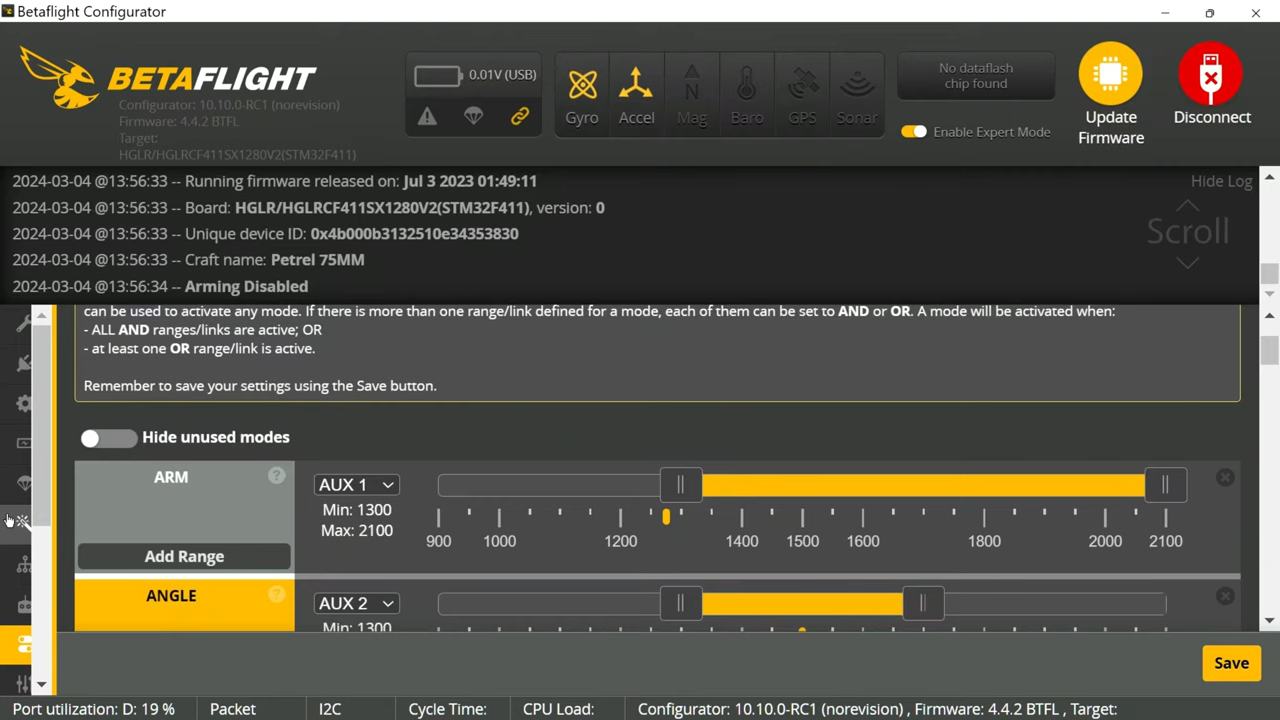 Betaflight Configurator
BETAFLIGHT
Configurator: 10.10.0-RC1 (norevision)
Firmware: 4.4.2 BTFL
Target:
HGLR/HGLRCF411SX1280V2(STM32F411)
0.01V (USB)
Gyro
Accel
Mag
Baro
GPS
Sonar
No dataflash
chip found
Enable Expert Mode
Update
Firmware
Disconnect
2024-03-04 @13:56:33 -- Running firmware released on: Jul 3 2023 01:49:11
2024-03-04 @13:56:33 -- Board: HGLR/HGLRCF411SX1280V2(STM32F411), version: 0
2024-03-04 @13:56:33 -- Unique device ID: 0x4b000b3132510e34353830
2024-03-04 @13:56:33 -- Craft name: Petrel 75MM
2024-03-04 @13:56:34 -- Arming Disabled
Hide Log
Scroll
can be used to activate any mode. If there is more than one range/link defined for a mode, each of them can be set to AND or OR. A mode will be activated when:
- ALL AND ranges/links are active; OR
- at least one OR range/link is active.
Remember to save your settings using the Save button.
Hide unused modes
ARM
?
Add Range
AUX 1
Min: 1300
Max: 2100
900 1000 1200 1400 1500 1600 1800 2000 2100
ANGLE
?
AUX 2
Min: 1300
Save
Port utilization: D: 19 %
Packet
I2C
Cycle Time:
CPU Load:
Configurator: 10.10.0-RC1 (norevision) , Firmware: 4.4.2 BTFL , Target: